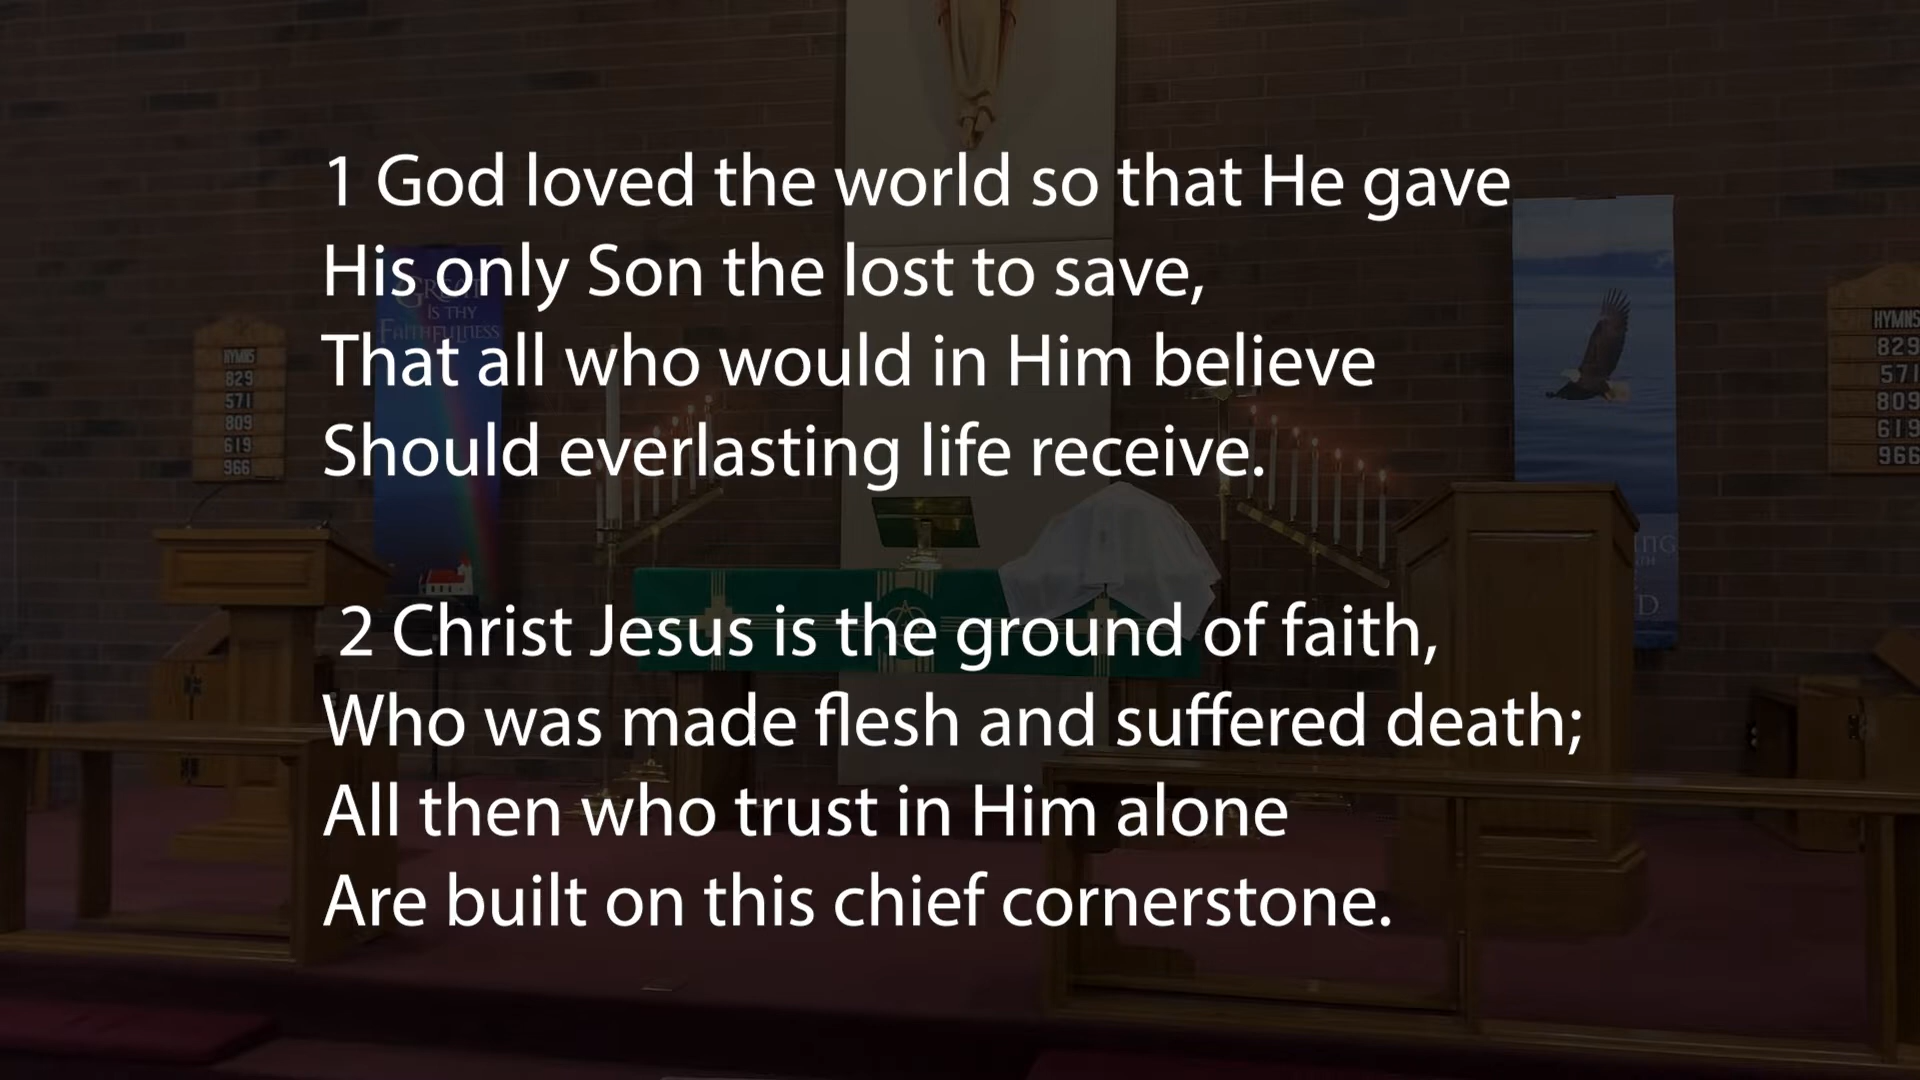 1 God loved the world so that He gave
His only Son the lost to save,
That all who would in Him believe
Should everlasting life receive.
2 Christ Jesus is the ground of faith,
Who was made flesh and suffered death;
All then who trust in Him alone
Are built on this chief cornerstone.
GREAT
IS THY
FAITHFULNESS
HYMNS
829
571
809
619
966
HYMNS
829
571
809
619
966